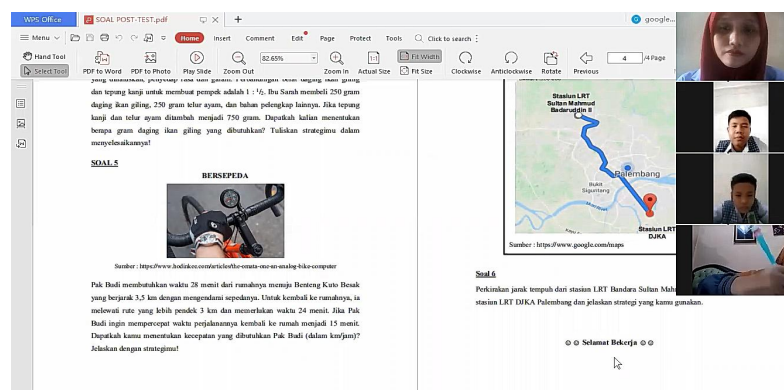 WPS Office
SOAL POST-TEST.pdf
google...
Menu
Home
Insert
Comment
Edit
Page
Protect
Tools
Click to search
Hand Tool
Select Tool
PDF to Word
PDF to Photo
Play Slide
Zoom Out
82.65%
Zoom In
Actual Size
1:1
Fit Width
Fit Size
Clockwise
Anticlockwise
Rotate
Previous
4
/4 Page
dan tepung kanji untuk membuat pempek adalah 1 : ½. Ibu Sarah membeli 250 gram
daging ikan giling, 250 gram telur ayam, dan bahan pelengkap lainnya. Jika tepung
kanji dan telur ayam ditambah menjadi 750 gram. Dapatkah kalian menentukan
berapa gram daging ikan giling yang dibutuhkan? Tuliskan strategimu dalam
menyelesaikannya!
SOAL 5
BERSEPEDA
Sumber : https://www.hodinkee.com/articles/the-omata-one-an-analog-bike-computer
Pak Budi membutuhkan waktu 28 menit dari rumahnya menuju Benteng Kuto Besak
yang berjarak 3,5 km dengan mengendarai sepedanya. Untuk kembali ke rumahnya, ia
melewati rute yang lebih pendek 3 km dan memerlukan waktu 24 menit. Jika Pak
Budi ingin mempercepat waktu perjalanannya kembali ke rumah menjadi 15 menit.
Dapatkah kamu menentukan kecepatan yang dibutuhkan Pak Budi (dalam km/jam)?
Jelaskan dengan strategimu!
Stasiun LRT
Sultan Mahmud
Badaruddin II
Palembang
Bukit
Siguntang
Stasiun LRT
DJKA
Sumber : https://www.google.com/maps
Soal 6
Perkirakan jarak tempuh dari stasiun LRT Bandara Sultan
stasiun LRT DJKA Palembang dan jelaskan strategi yang kamu gunakan.
☺☺ Selamat Bekerja ☺☺